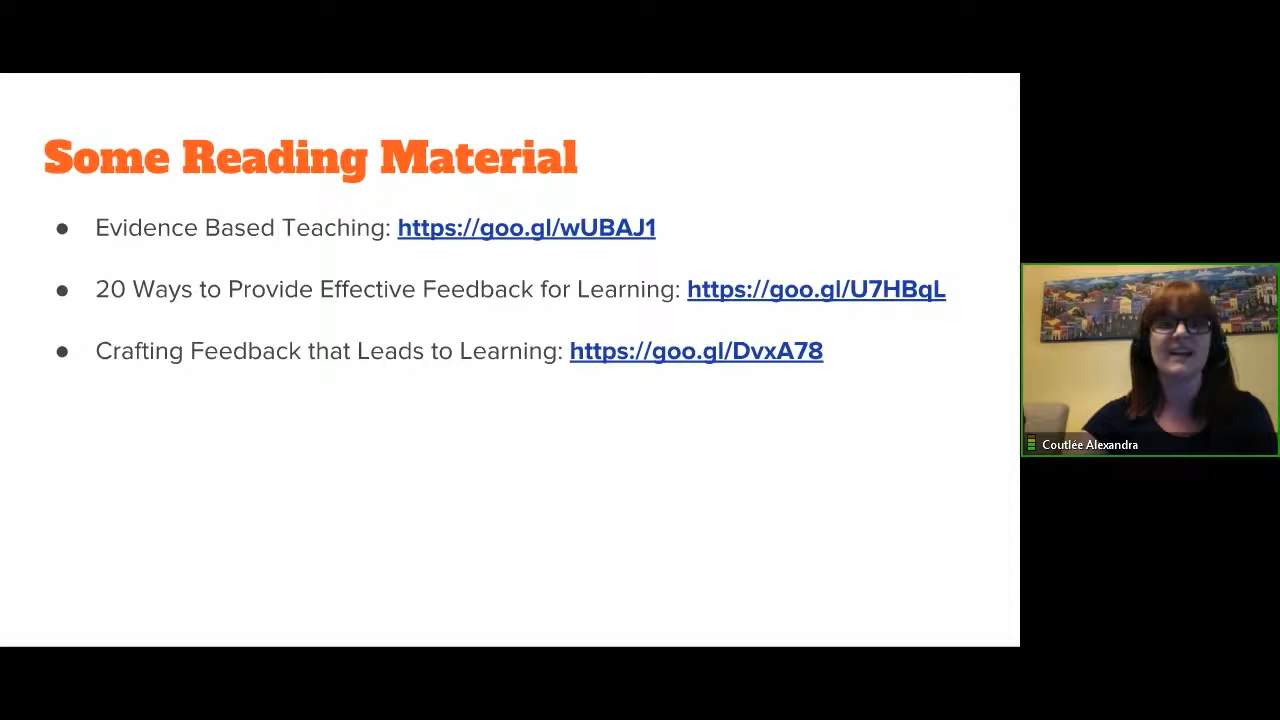 Some Reading Material
● Evidence Based Teaching: https://goo.gl/wUBAJ1
● 20 Ways to Provide Effective Feedback for Learning: https://goo.gl/U7HBqL
● Crafting Feedback that Leads to Learning: https://goo.gl/DvxA78
Coutlée Alexandra